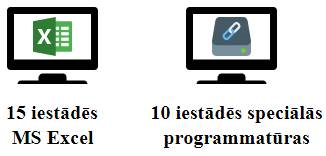 15 iestādēs
MS Excel
10 iestādēs speciālās
programmatūras